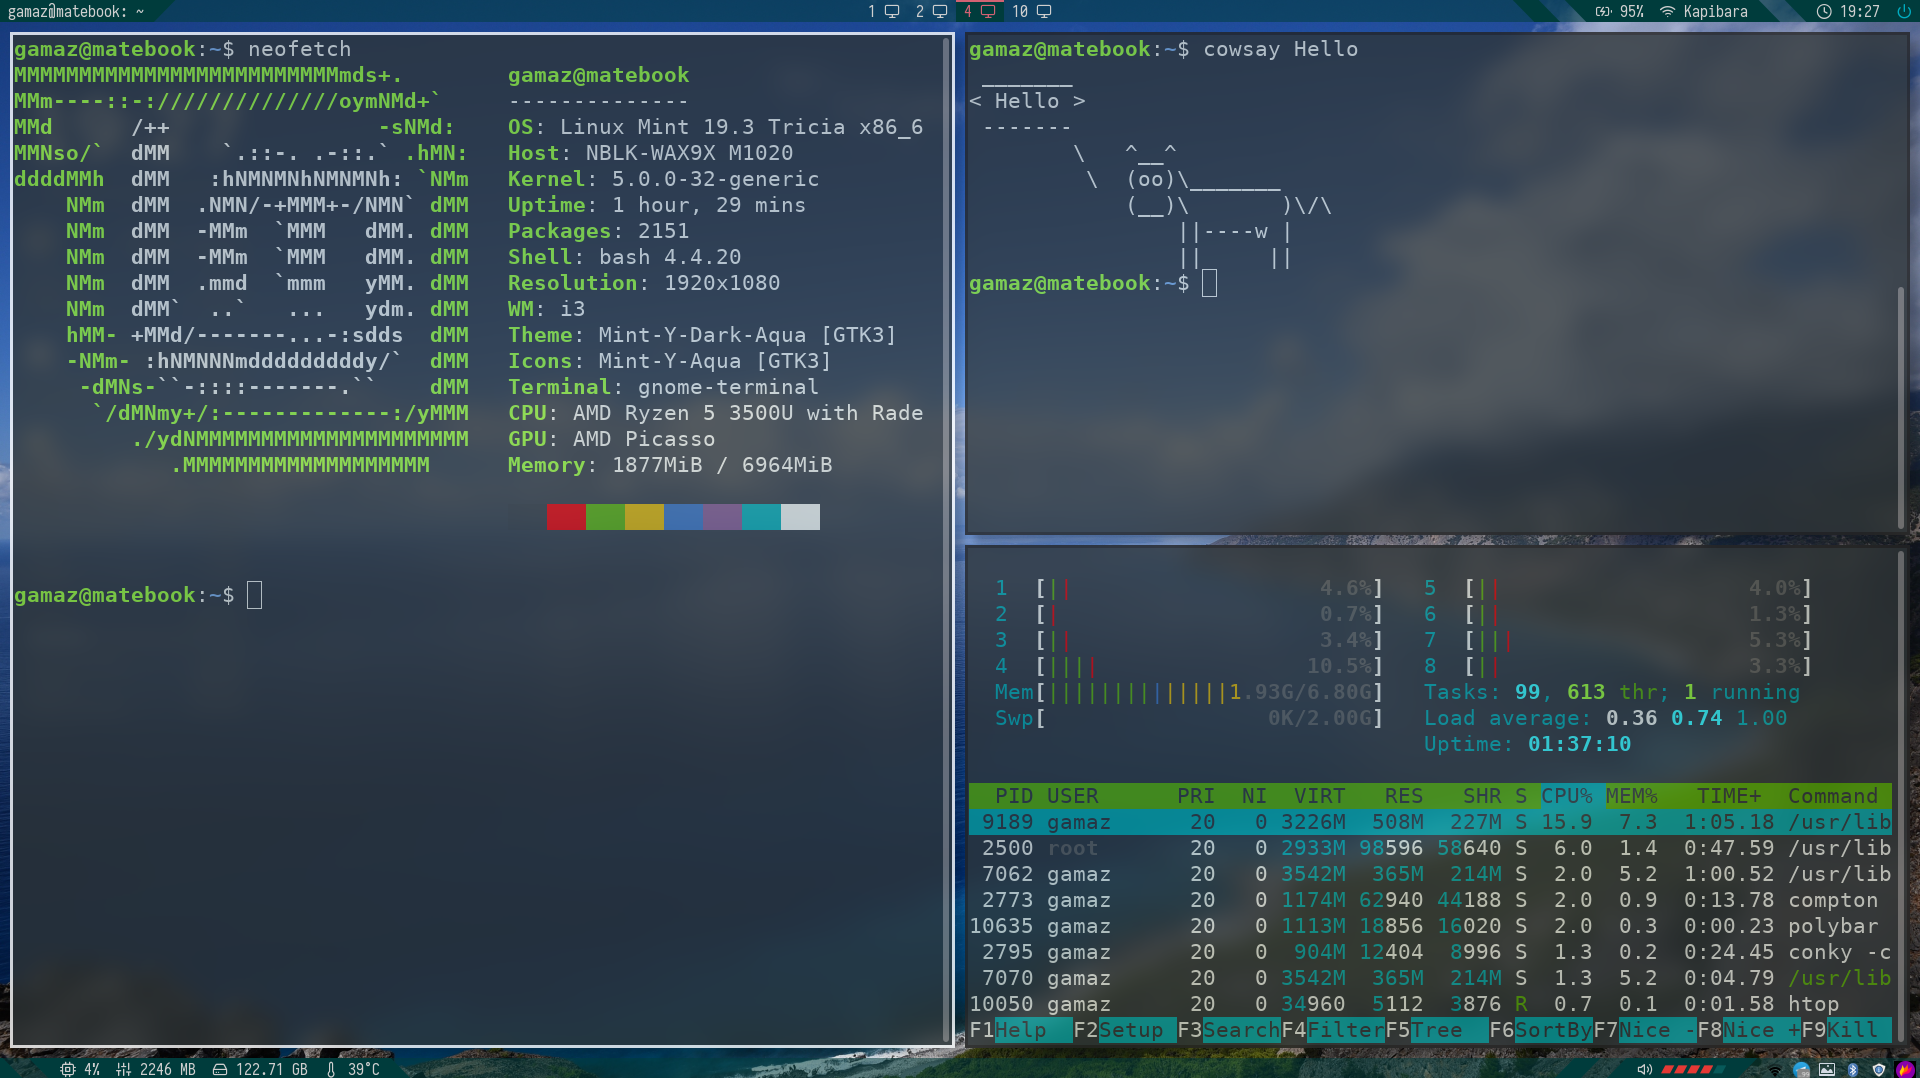 gamaz@matebook: ~
1 2 4 10
95% Kapibara 19:27
gamaz@matebook:~$ neofetch
MMMMMMMMMMMMMMMMMMMMMMMMMmds+.
MMm----::-://////////////oymNMd+`
MMd      /++                -sNMd:
MMNso/`  dMM    `.::-. .-::.` .hMN:
ddddMMh  dMM   :hNMNMNhNMNMNh: `NMm
    NMm  dMM  .NMN/-+MMM+-/NMN` dMM
    NMm  dMM  -MMm  `MMM   dMM. dMM
    NMm  dMM  -MMm  `MMM   dMM. dMM
    NMm  dMM  .mmd  `mmm   yMM. dMM
    NMm  dMM`  ..`   ...   ydm. dMM
    hMM- +MMd/-------...-:sdds  dMM
    -NMm- :hNMNNNmdddddddddy/`  dMM
     -dMNs-``-::::-------.``    dMM
      `/dMNmy+/:-------------:/yMMM
         ./ydNMMMMMMMMMMMMMMMMMMMMM
            .MMMMMMMMMMMMMMMMMMM
gamaz@matebook
--------------
OS: Linux Mint 19.3 Tricia x86_6
Host: NBLK-WAX9X M1020
Kernel: 5.0.0-32-generic
Uptime: 1 hour, 29 mins
Packages: 2151
Shell: bash 4.4.20
Resolution: 1920x1080
WM: i3
Theme: Mint-Y-Dark-Aqua [GTK3]
Icons: Mint-Y-Aqua [GTK3]
Terminal: gnome-terminal
CPU: AMD Ryzen 5 3500U with Rade
GPU: AMD Picasso
Memory: 1877MiB / 6964MiB
gamaz@matebook:~$
gamaz@matebook:~$ cowsay Hello
 _______
< Hello >
 -------
        \   ^__^
         \  (oo)\_______
            (__)\       )\/\
                ||----w |
                ||     ||
gamaz@matebook:~$
1 [|| 4.6%] 5 [|| 4.0%]
2 [| 0.7%] 6 [|| 1.3%]
3 [|| 3.4%] 7 [||| 5.3%]
4 [|||| 10.5%] 8 [|| 3.3%]
Mem[||||||||||||||1.93G/6.80G] Tasks: 99, 613 thr; 1 running
Swp[ 0K/2.00G] Load average: 0.36 0.74 1.00
Uptime: 01:37:10
PID USER PRI NI VIRT RES SHR S CPU% MEM% TIME+ Command
9189 gamaz 20 0 3226M 508M 227M S 15.9 7.3 1:05.18 /usr/lib
2500 root 20 0 2933M 98596 58640 S 6.0 1.4 0:47.59 /usr/lib
7062 gamaz 20 0 3542M 365M 214M S 2.0 5.2 1:00.52 /usr/lib
2773 gamaz 20 0 1174M 62940 44188 S 2.0 0.9 0:13.78 compton
10635 gamaz 20 0 1113M 18856 16020 S 2.0 0.3 0:00.23 polybar
2795 gamaz 20 0 904M 12404 8996 S 1.3 0.2 0:24.45 conky -c
7070 gamaz 20 0 3542M 365M 214M S 1.3 5.2 0:04.79 /usr/lib
10050 gamaz 20 0 34960 5112 3876 R 0.7 0.1 0:01.58 htop
F1Help F2Setup F3SearchF4FilterF5Tree F6SortByF7Nice -F8Nice +F9Kill
4% 2246 MB 122.71 GB 39°C